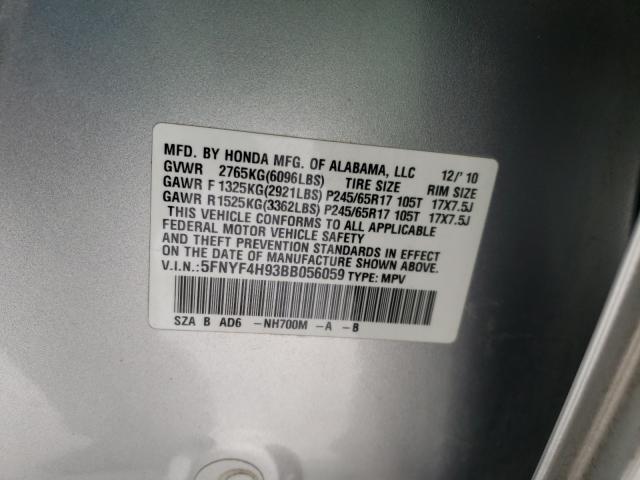 MFD. BY HONDA MFG. OF ALABAMA, LLC 12/'10
GVWR 2765KG(6096LBS) TIRE SIZE RIM SIZE
GAWR F 1325KG(2921LBS) P245/65R17 105T 17X7.5J
GAWR R 1525KG(3362LBS) P245/65R17 105T 17X7.5J
THIS VEHICLE CONFORMS TO ALL APPLICABLE
FEDERAL MOTOR VEHICLE SAFETY
AND THEFT PREVENTION STANDARDS IN EFFECT
ON THE DATE OF MANUFACTURE SHOWN ABOVE.
V.I.N.:5FNYF4H93BB056059 TYPE: MPV
SZA B AD6 -NH700M -A -B